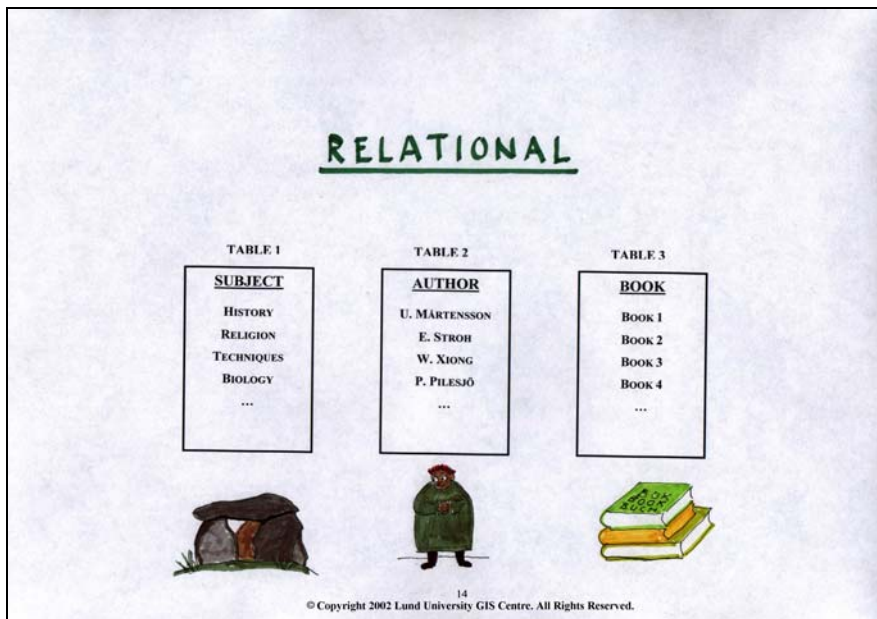 RELATIONAL
TABLE 1
SUBJECT
HISTORY
RELIGION
TECHNIQUES
BIOLOGY
...
TABLE 2
AUTHOR
U. MÅRTENSSON
E. STROH
W. XIONG
P. PILESJÖ
...
TABLE 3
BOOK
BOOK 1
BOOK 2
BOOK 3
BOOK 4
...
14
© Copyright 2002 Lund University GIS Centre. All Rights Reserved.